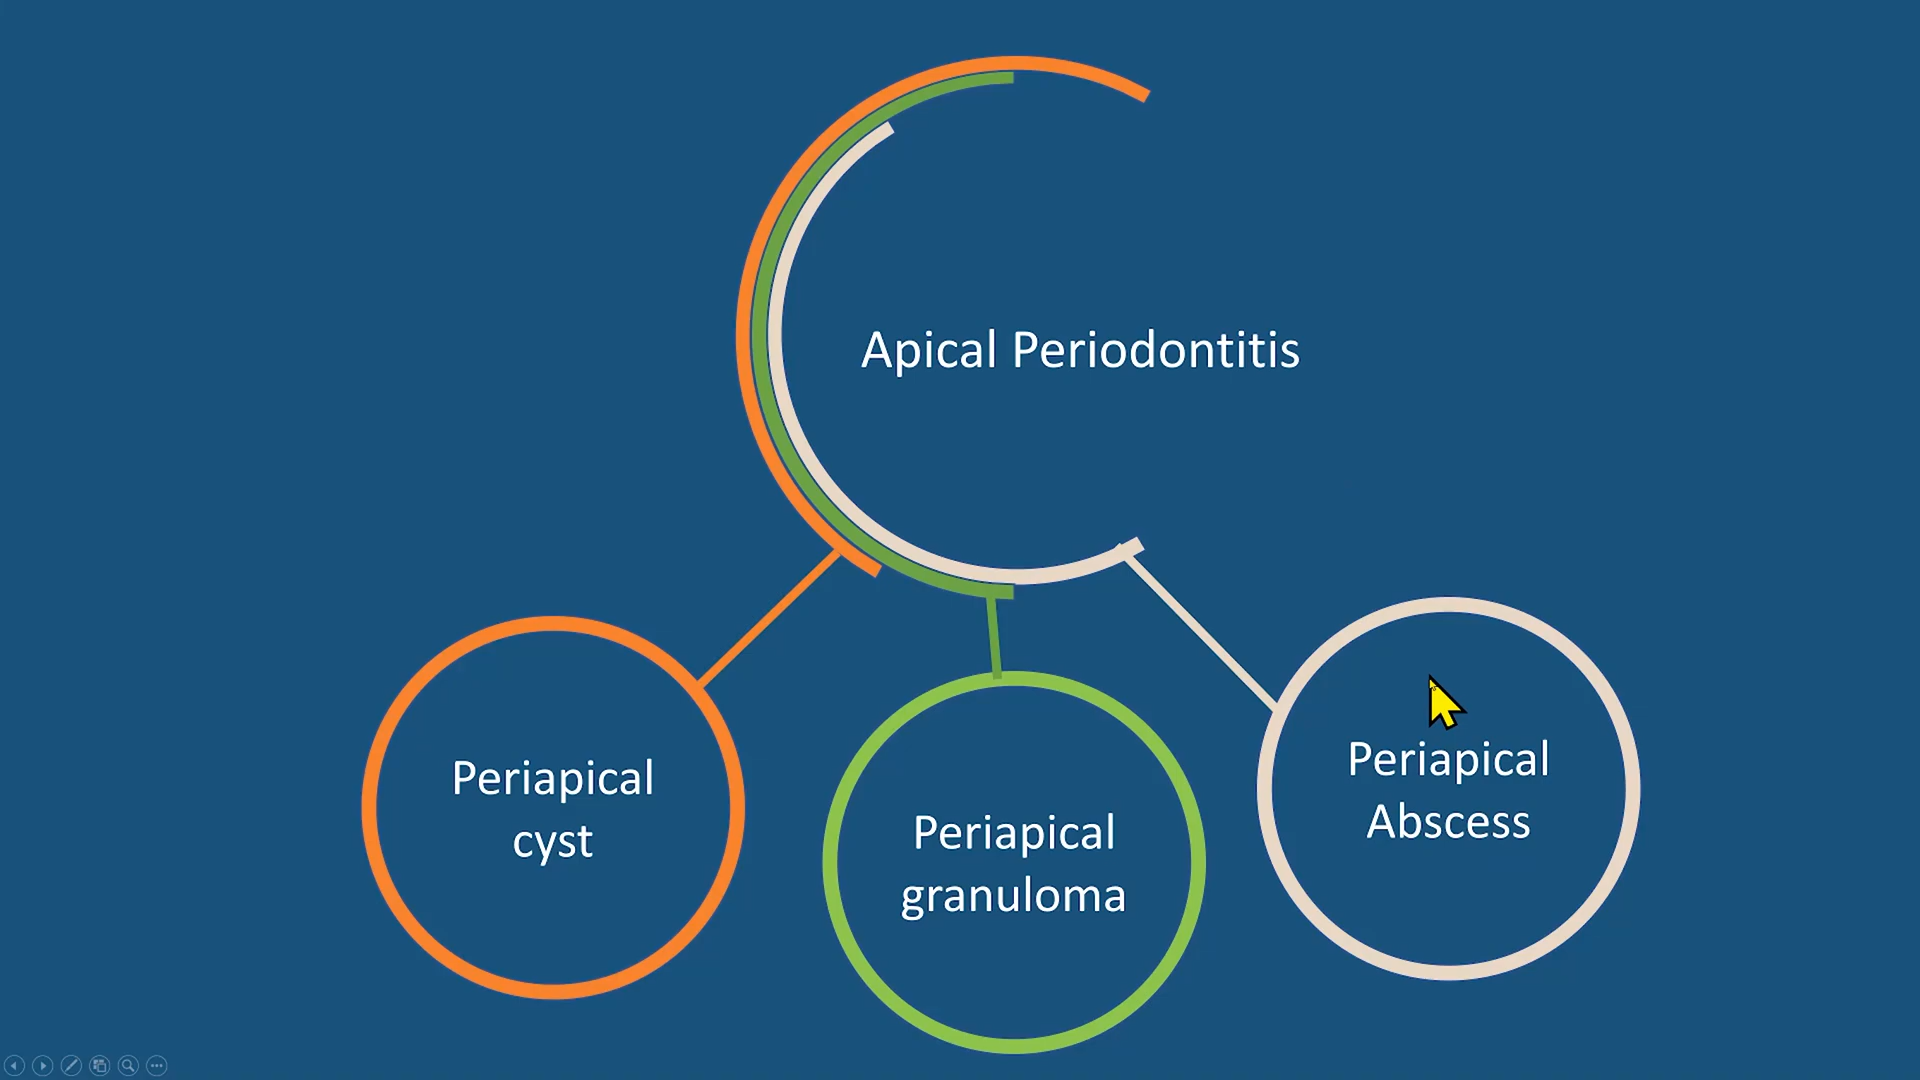 Apical Periodontitis
Periapical
cyst
Periapical
granuloma
Periapical
Abscess